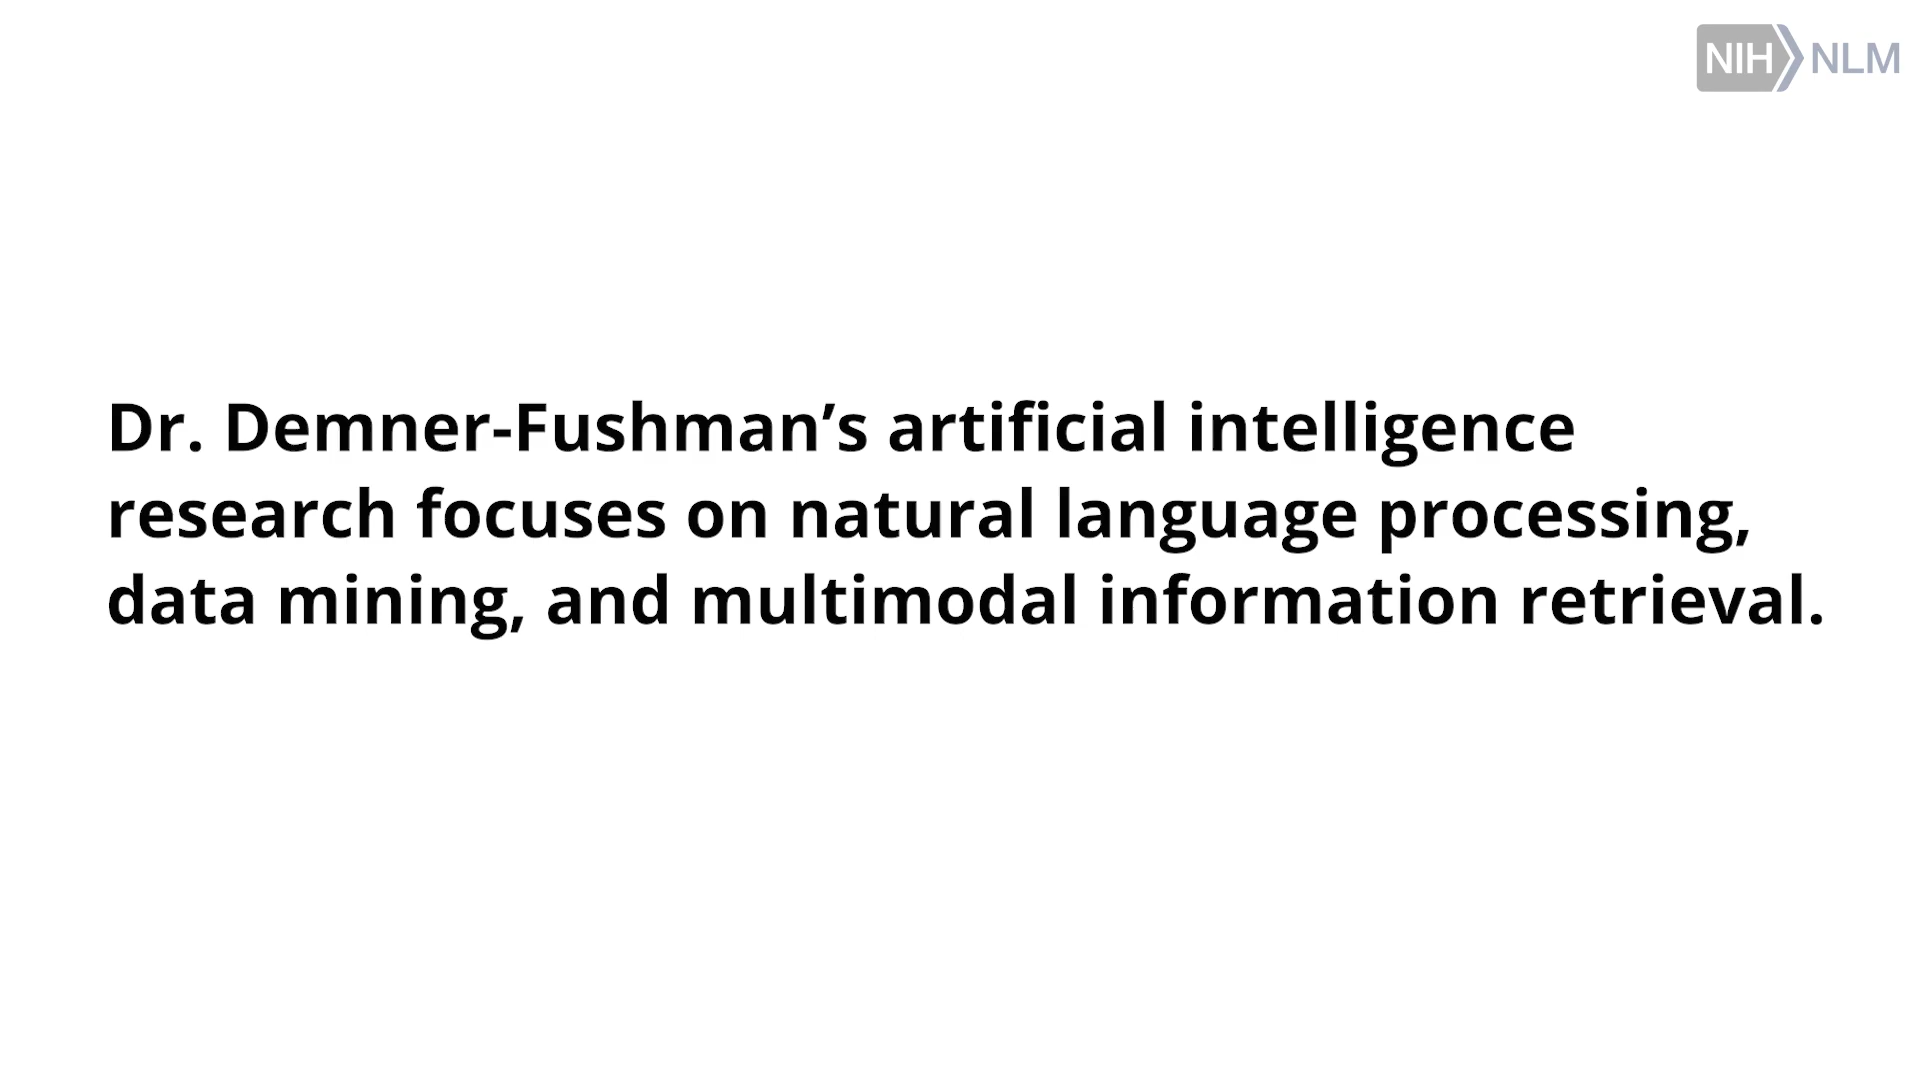 NIH NLM
Dr. Demner-Fushman’s artificial intelligence
research focuses on natural language processing,
data mining, and multimodal information retrieval.